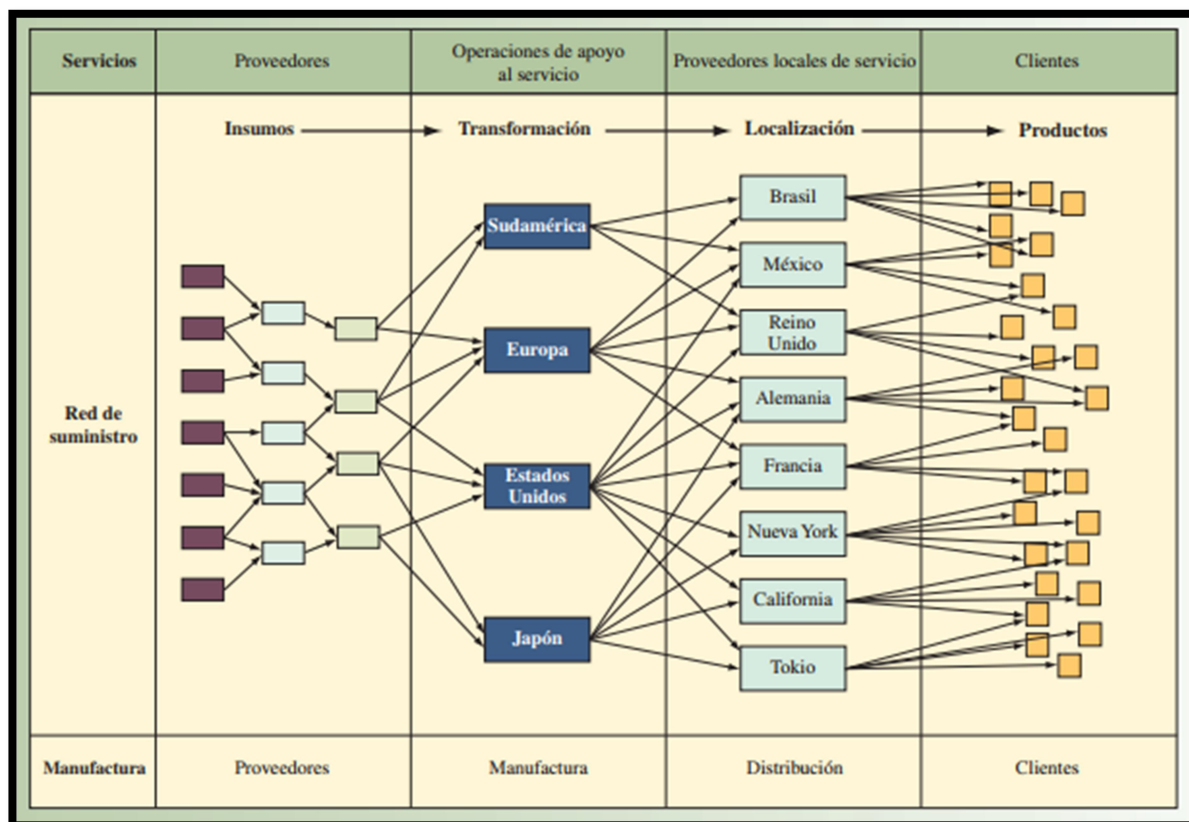 Servicios
Proveedores
Operaciones de apoyo
al servicio
Proveedores locales de servicio
Clientes
Insumos
Transformación
Localización
Productos
Red de
suministro
Sudamérica
Europa
Estados
Unidos
Japón
Brasil
México
Reino
Unido
Alemania
Francia
Nueva York
California
Tokio
Manufactura
Proveedores
Manufactura
Distribución
Clientes